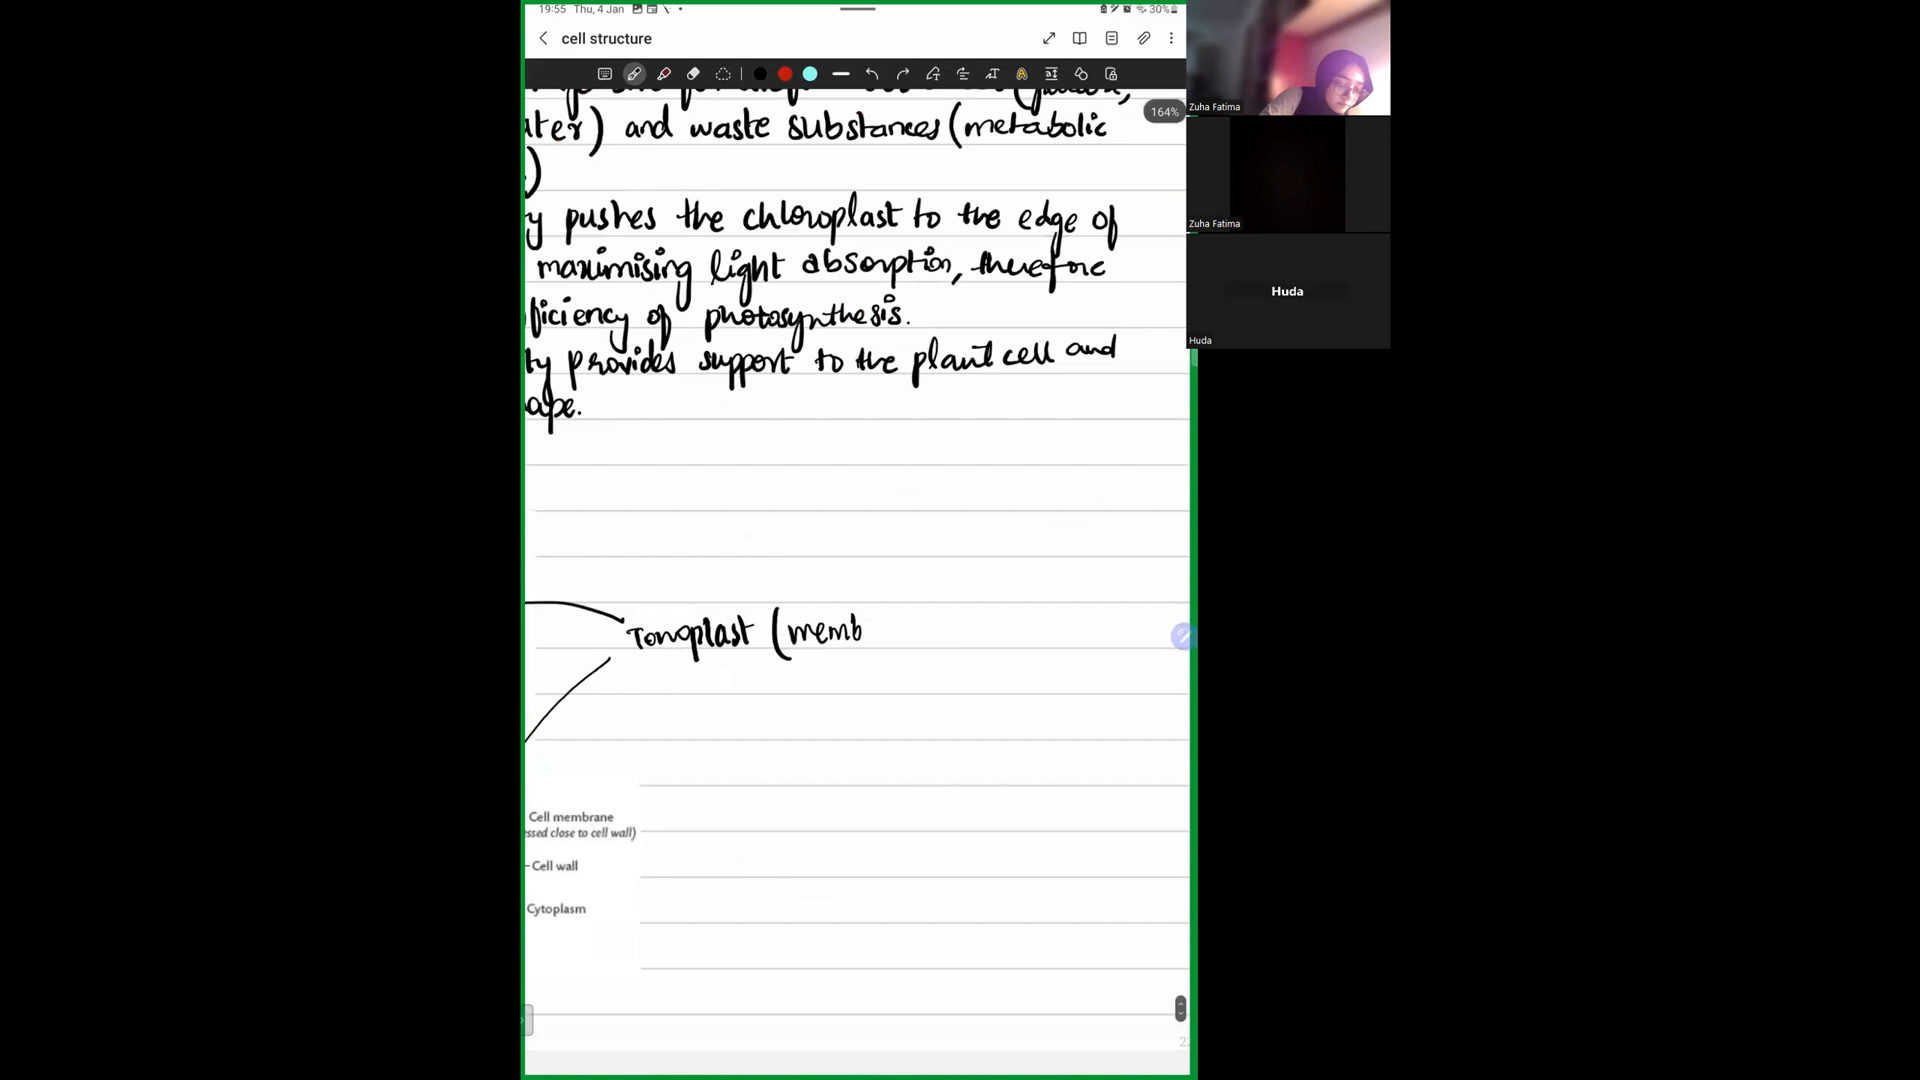 19:55 Thu, 4 Jan
30%
cell structure
164%
ater) and waste substances (metabolic
)
y pushes the chloroplast to the edge of
maximising light absorption, therefore
ficiency of photosynthesis.
ty provides support to the plant cell and
ape.
Tonoplast (memb
Cell membrane
essed close to cell wall)
Cell wall
Cytoplasm
Zuha Fatima
Zuha Fatima
Huda
Huda